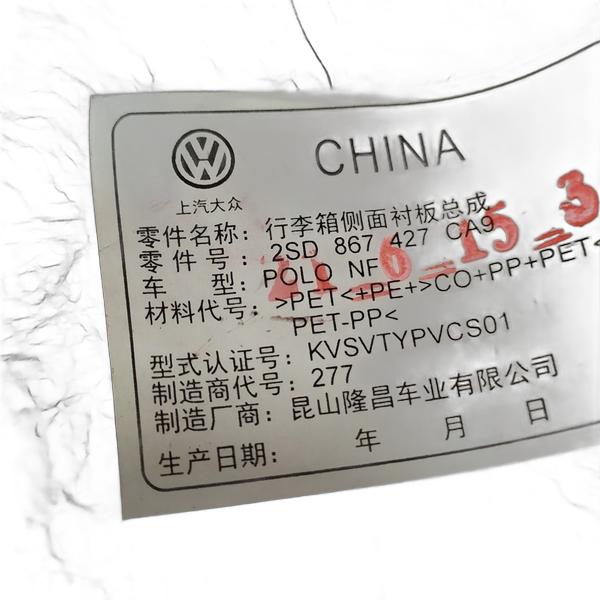 CHINA
上汽大众
零件名称: 行李箱侧面衬板总成
零件号: 2SD 867 427 CA9
车型: POLO NF
21_6_15_3
材料代号: >PET<+PE+>CO+PP+PET<
PET-PP<
型式认证号: KVSVTYPVCS01
制造商代号: 277
制造厂商: 昆山隆昌车业有限公司
生产日期: 年 月 日